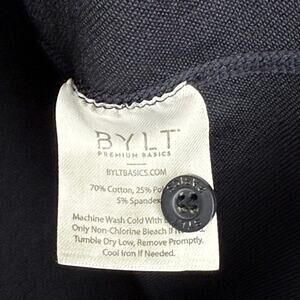 BYLT
PREMIUM BASICS
BYLTBASICS.COM
70% Cotton, 25%
5% Spandex
Machine Wash Cold With
Only Non-Chlorine Bleach If
Tumble Dry Low, Remove Promptly.
Cool Iron If Needed.